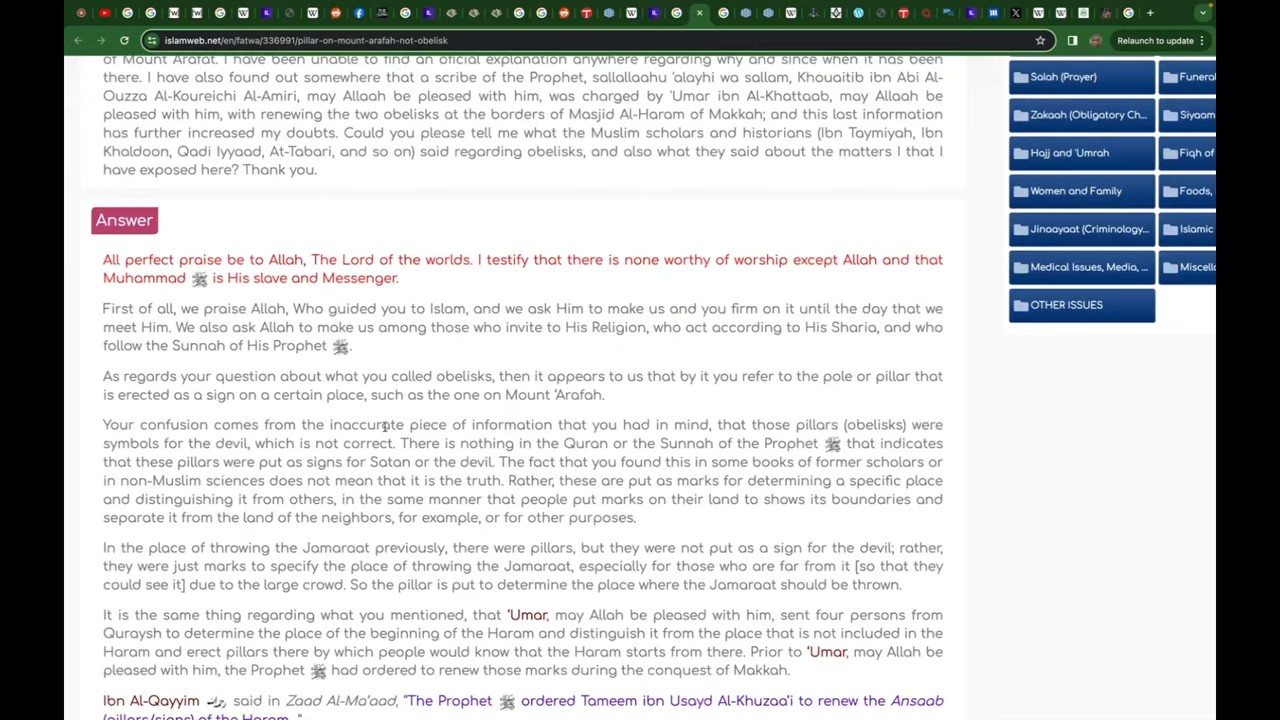 islamweb.net/en/fatwa/336991/pillar-on-mount-arafah-not-obelisk
Relaunch to update
of Mount Arafat. I have been unable to find an official explanation anywhere regarding why and since when it has been
there. I have also found out somewhere that a scribe of the Prophet, sallallaahu 'alayhi wa sallam, Khouaitib ibn Abi Al-
Ouzza Al-Koureichi Al-Amiri, may Allaah be pleased with him, was charged by 'Umar ibn Al-Khattaab, may Allaah be
pleased with him, with renewing the two obelisks at the borders of Masjid Al-Haram of Makkah; and this last information
has further increased my doubts. Could you please tell me what the Muslim scholars and historians (Ibn Taymiyah, Ibn
Khaldoon, Qadi Iyyaad, At-Tabari, and so on) said regarding obelisks, and also what they said about the matters I that I
have exposed here? Thank you.
Answer
All perfect praise be to Allah, The Lord of the worlds. I testify that there is none worthy of worship except Allah and that
Muhammad ﷺ is His slave and Messenger.
First of all, we praise Allah, Who guided you to Islam, and we ask Him to make us and you firm on it until the day that we
meet Him. We also ask Allah to make us among those who invite to His Religion, who act according to His Sharia, and who
follow the Sunnah of His Prophet ﷺ.
As regards your question about what you called obelisks, then it appears to us that by it you refer to the pole or pillar that
is erected as a sign on a certain place, such as the one on Mount ‘Arafah.
Your confusion comes from the inaccurate piece of information that you had in mind, that those pillars (obelisks) were
symbols for the devil, which is not correct. There is nothing in the Quran or the Sunnah of the Prophet ﷺ that indicates
that these pillars were put as signs for Satan or the devil. The fact that you found this in some books of former scholars or
in non-Muslim sciences does not mean that it is the truth. Rather, these are put as marks for determining a specific place
and distinguishing it from others, in the same manner that people put marks on their land to shows its boundaries and
separate it from the land of the neighbors, for example, or for other purposes.
In the place of throwing the Jamaraat previously, there were pillars, but they were not put as a sign for the devil; rather,
they were just marks to specify the place of throwing the Jamaraat, especially for those who are far from it [so that they
could see it] due to the large crowd. So the pillar is put to determine the place where the Jamaraat should be thrown.
It is the same thing regarding what you mentioned, that ‘Umar, may Allah be pleased with him, sent four persons from
Quraysh to determine the place of the beginning of the Haram and distinguish it from the place that is not included in the
Haram and erect pillars there by which people would know that the Haram starts from there. Prior to ‘Umar, may Allah be
pleased with him, the Prophet ﷺ had ordered to renew those marks during the conquest of Makkah.
Ibn Al-Qayyim said in Zaad Al-Ma’aad, “The Prophet ﷺ ordered Tameem ibn Usayd Al-Khuzaa’i to renew the Ansaab
(pillars/signs) of the Haram...”
Salah (Prayer)
Funeral
Zakaah (Obligatory Ch...
Siyaam
Hajj and 'Umrah
Fiqh of
Women and Family
Foods,
Jinaayaat (Criminology...
Islamic
Medical Issues, Media, ...
Miscell
OTHER ISSUES